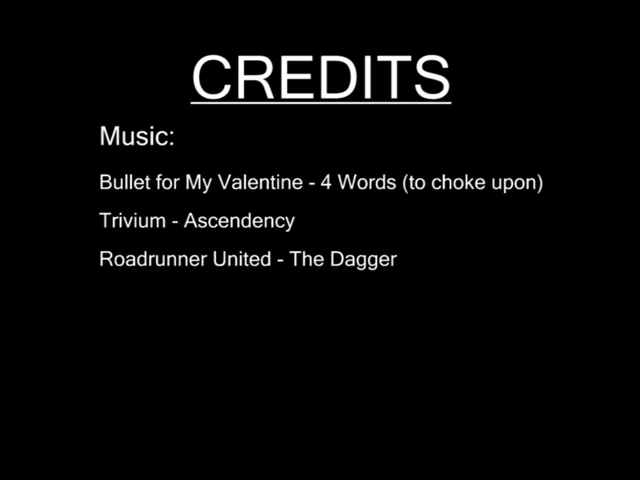 CREDITS
Music:
Bullet for My Valentine - 4 Words (to choke upon)
Trivium - Ascendency
Roadrunner United - The Dagger